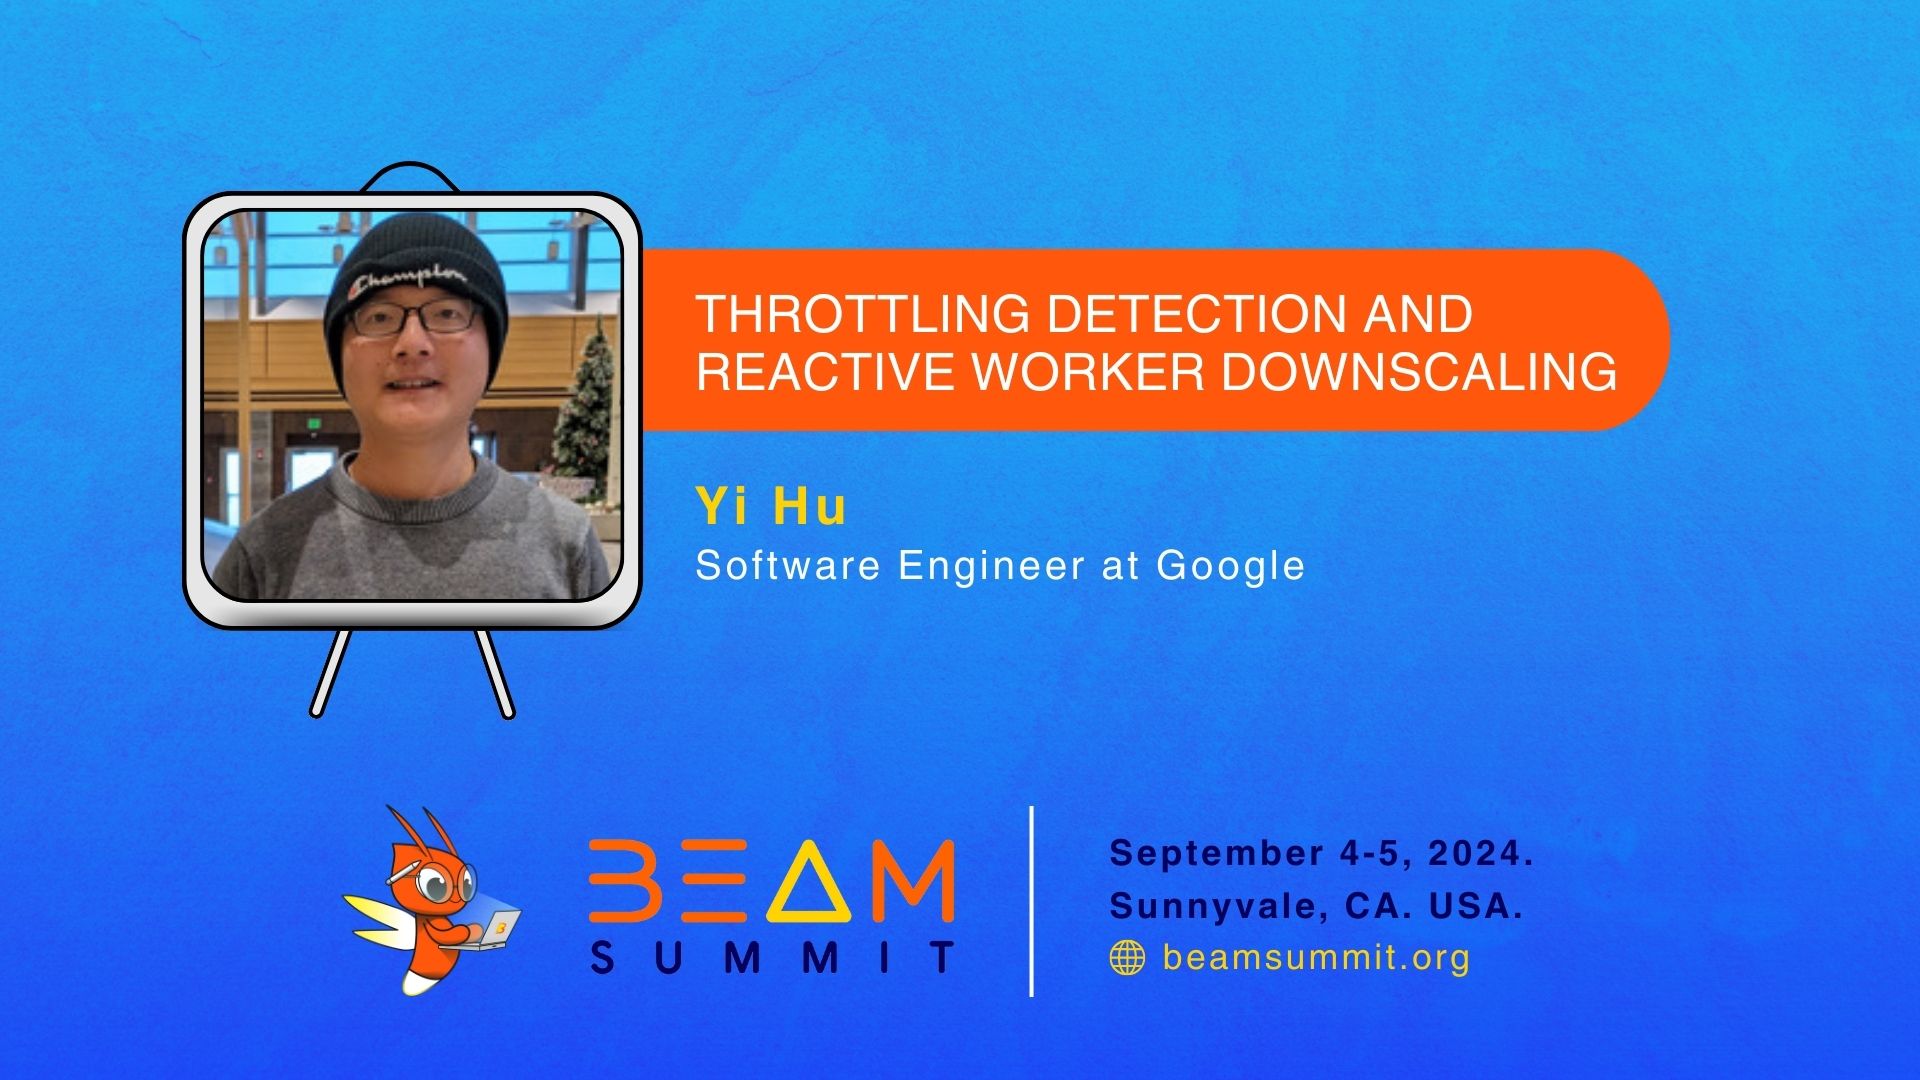 Champion
THROTTLING DETECTION AND
REACTIVE WORKER DOWNSCALING
Yi Hu
Software Engineer at Google
BEAM
SUMMIT
B
September 4-5, 2024.
Sunnyvale, CA. USA.
beamsummit.org